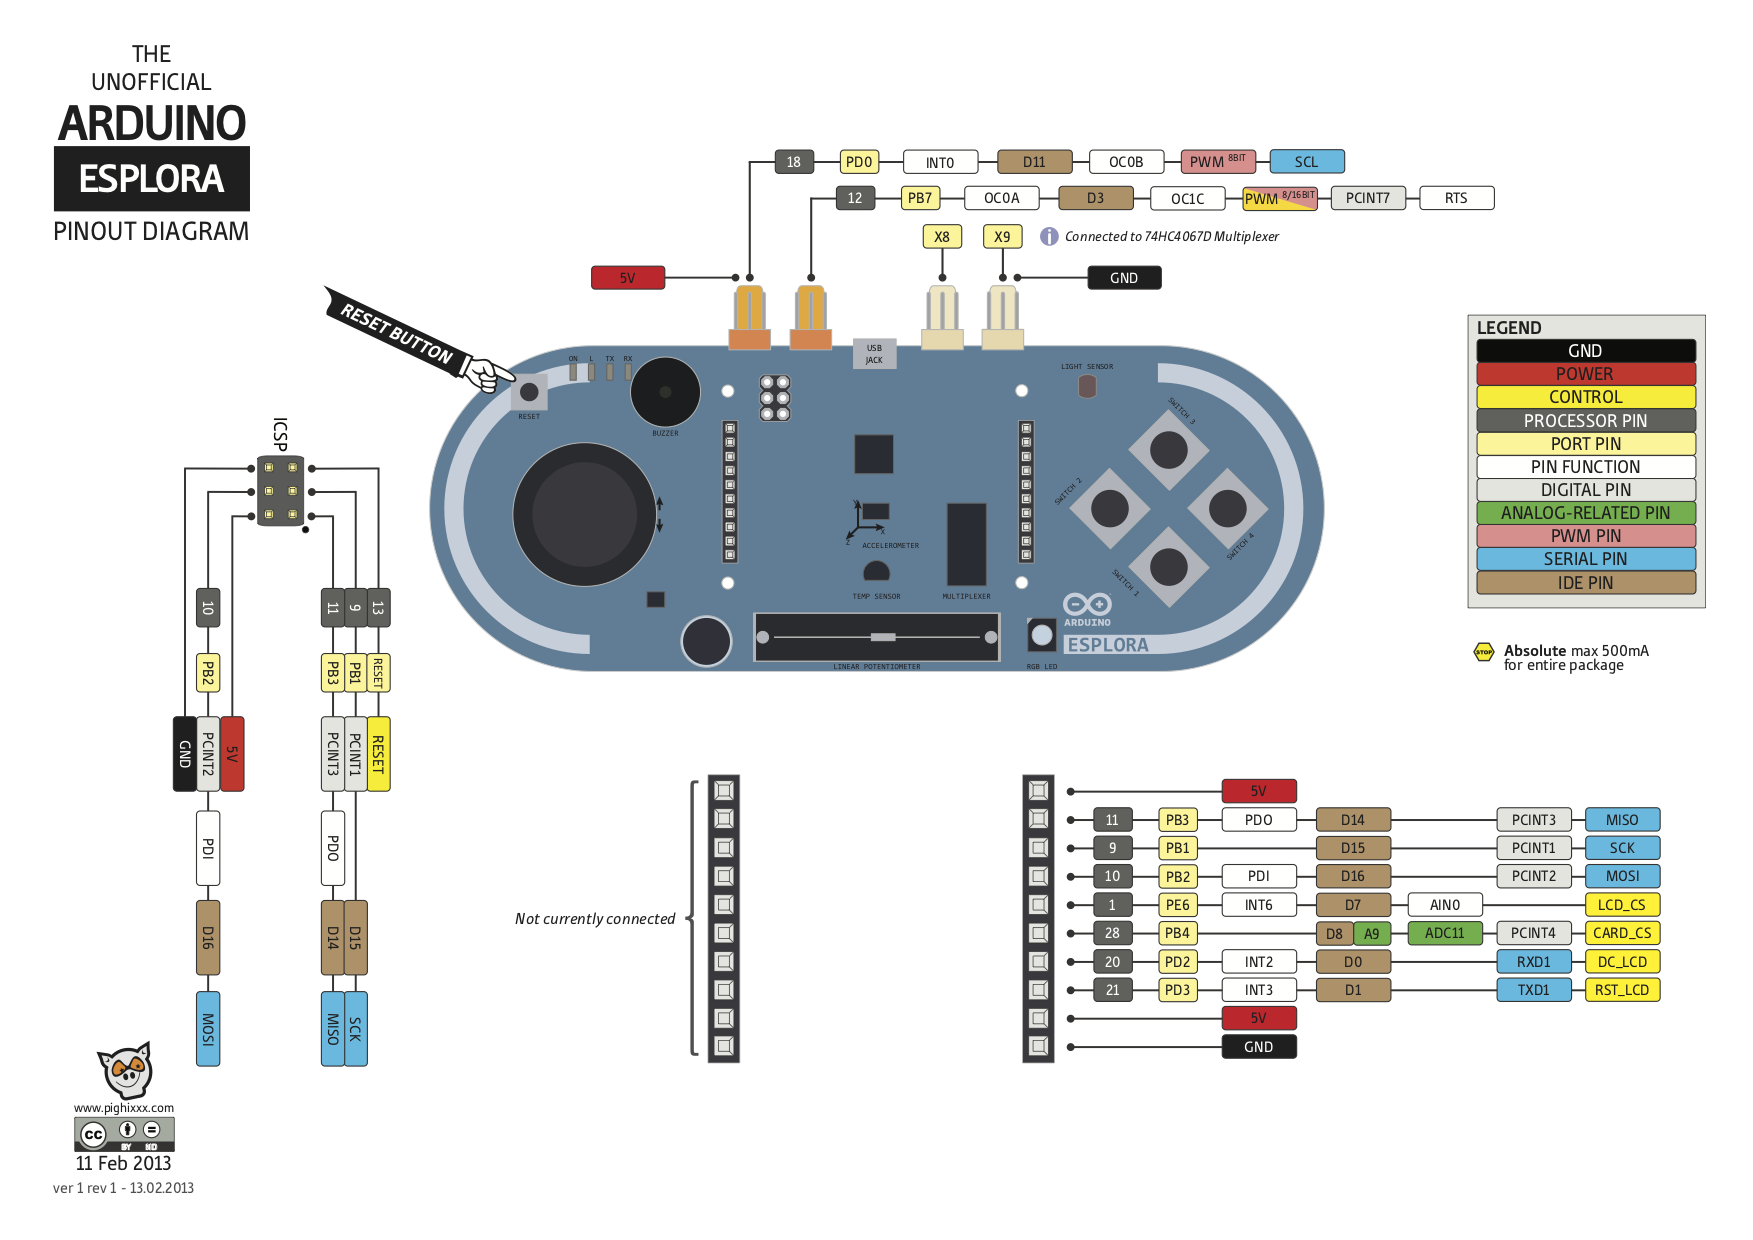 THE
UNOFFICIAL
ARDUINO
ESPLORA
PINOUT DIAGRAM
18 PD0 INT0 D11 OC0B PWM 8BIT SCL
12 PB7 OC0A D3 OC1C PWM 8/16BIT PCINT7 RTS
X8 X9 Connected to 74HC4067D Multiplexer
5V GND
RESET BUTTON
USB
JACK
ON L TX RX
RESET
BUZZER
LIGHT SENSOR
SWITCH 3
SWITCH 2
SWITCH 4
SWITCH 1
Y
X
Z
ACCELEROMETER
TEMP SENSOR
MULTIPLEXER
LINEAR POTENTIOMETER
RGB LED
ARDUINO
ESPLORA
LEGEND
GND
POWER
CONTROL
PROCESSOR PIN
PORT PIN
PIN FUNCTION
DIGITAL PIN
ANALOG-RELATED PIN
PWM PIN
SERIAL PIN
IDE PIN
STOP
Absolute max 500mA
for entire package
ICSP
GND
10 PB2 PCINT2 PDI D16 MOSI
5V
11 PB3 PCINT3 PDO D14 MISO
9 PB1 PCINT1 D15 SCK
13 RESET RESET
Not currently connected
5V
11 PB3 PDO D14 PCINT3 MISO
9 PB1 D15 PCINT1 SCK
10 PB2 PDI D16 PCINT2 MOSI
1 PE6 INT6 D7 AIN0 LCD_CS
28 PB4 D8 A9 ADC11 PCINT4 CARD_CS
20 PD2 INT2 D0 RXD1 DC_LCD
21 PD3 INT3 D1 TXD1 RST_LCD
5V
GND
www.pighixxx.com
cc BY ND
11 Feb 2013
ver 1 rev 1 - 13.02.2013